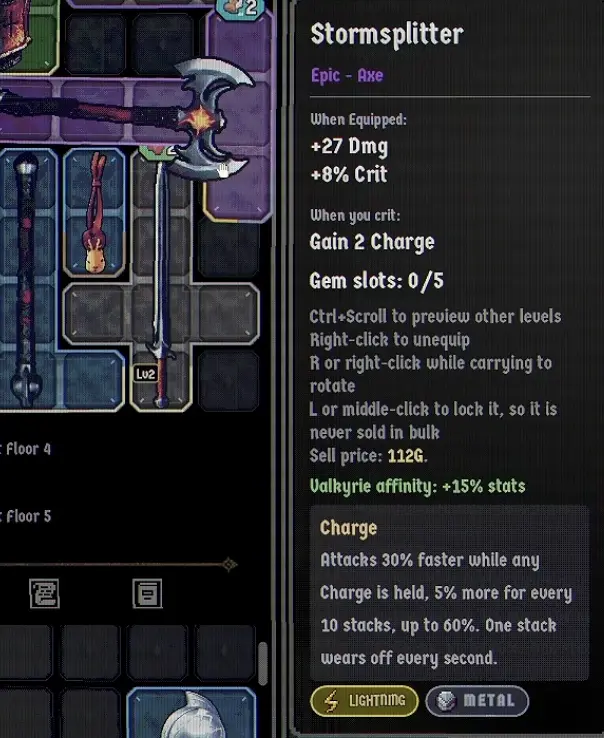 2
Stormsplitter
Epic - Axe
When Equipped:
+27 Dmg
+8% Crit
When you crit:
Gain 2 Charge
Gem slots: 0/5
Ctrl+Scroll to preview other levels
Right-click to unequip
R or right-click while carrying to
rotate
L or middle-click to lock it, so it is
never sold in bulk
Sell price: 112G.
Valkyrie affinity: +15% stats
Charge
Attacks 30% faster while any
Charge is held, 5% more for every
10 stacks, up to 60%. One stack
wears off every second.
LIGHTNING
METAL
2
Lv2
Floor 4
Floor 5